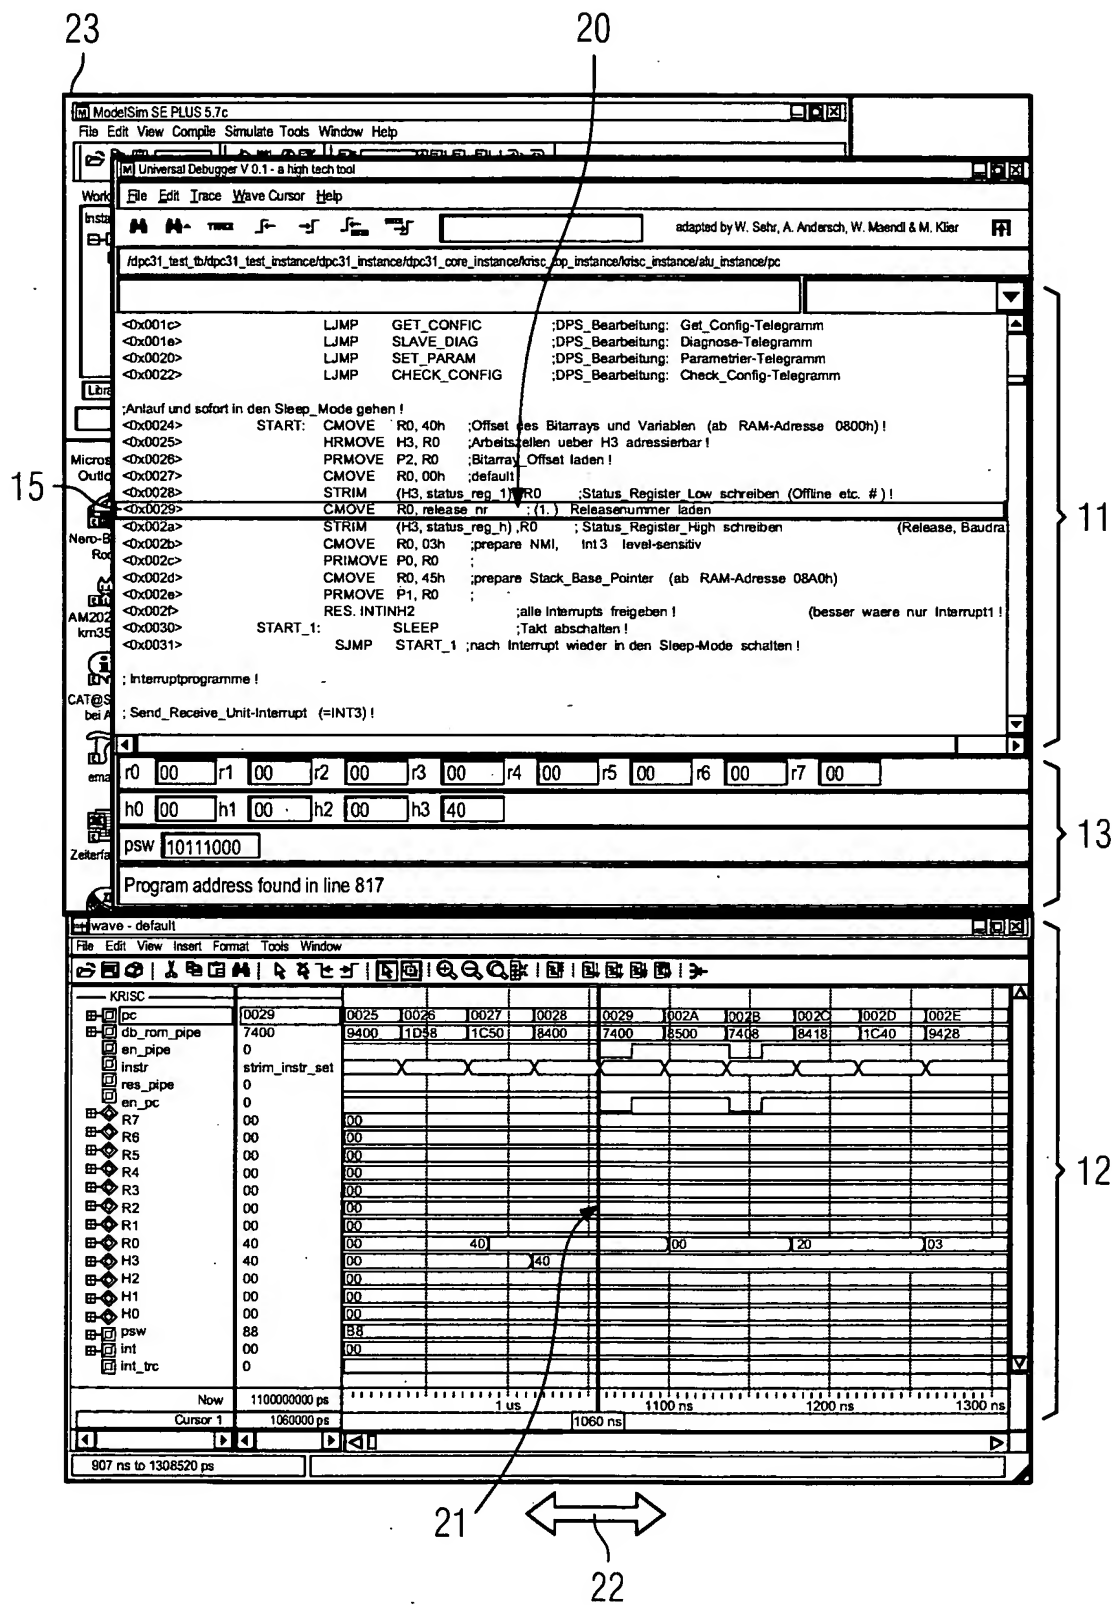 23
20
ModelSim SE PLUS 5.7c
File Edit View Compile Simulate Tools Window Help
Universal Debugger V 0.1 - a high tech tool
Work
File Edit Trace Wave Cursor Help
Insta
adapted by W. Sehr, A. Andersch, W. Maendl & M. Klier
/dpc31_test_tb/dpc31_test_instance/dpc31_instance/dpc31_core_instance/krisc_top_instance/krisc_instance/alu_instance/pc
<0x001c> LJMP GET_CONFIC ;DPS_Bearbeitung: Get_Config-Telegramm
<0x001e> LJMP SLAVE_DIAG ;DPS_Bearbeitung: Diagnose-Telegramm
<0x0020> LJMP SET_PARAM ;DPS_Bearbeitung: Parametrier-Telegramm
<0x0022> LJMP CHECK_CONFIG ;DPS_Bearbeitung: Check_Config-Telegramm
Libra
;Anlauf und sofort in den Sleep_Mode gehen !
<0x0024> START: CMOVE R0, 40h ;Offset des Bitarrays und Variablen (ab RAM-Adresse 0800h) !
<0x0025> HRMOVE H3, R0 ;Arbeitszellen ueber H3 adressierbar !
<0x0026> PRMOVE P2, R0 ;Bitarray_Offset laden !
<0x0027> CMOVE R0, 00h ;default
<0x0028> STRIM (H3, status_reg_1) ,R0 ;Status_Register_Low schreiben (Offline etc. # ) !
<0x0029> CMOVE R0, release_nr ; (1. ) Releasenummer laden
<0x002a> STRIM (H3, status_reg_h) ,R0 ; Status_Register_High schreiben (Release, Baudra
<0x002b> CMOVE R0, 03h ;prepare NMI, Int 3 level-sensitiv
<0x002c> PRIMOVE P0, R0 ;
<0x002d> CMOVE R0, 45h ;prepare Stack_Base_Pointer (ab RAM-Adresse 08A0h)
<0x002e> PRMOVE P1, R0 ;
<0x002f> RES. INTINH2 ;alle Interrupts freigeben ! (besser waere nur Interrupt1 !
<0x0030> START_1: SLEEP ;Takt abschalten !
<0x0031> SJMP START_1 ;nach Interrupt wieder in den Sleep-Mode schalten !
; Interruptprogramme !
; Send_Receive_Unit-Interrupt (=INT3) !
15
11
Micros
Outlo
Nero-B
Roo
AM202
km35
CAT@S
bei A
ema
Zeiterfa
r0 00 r1 00 r2 00 r3 00 r4 00 r5 00 r6 00 r7 00
h0 00 h1 00 h2 00 h3 40
psw 10111000
Program address found in line 817
13
wave - default
File Edit View Insert Format Tools Window
KRISC
pc 0029 0025 0026 0027 0028 0029 002A 002B 002C 002D 002E
db_rom_pipe 7400 9400 1D58 1C50 8400 7400 8500 7408 8418 1C40 9428
en_pipe 0
instr strim_instr_set
res_pipe 0
en_pc 0
R7 00 00
R6 00 00
R5 00 00
R4 00 00
R3 00 00
R2 00 00
R1 00 00
R0 40 00 40 00 20 03
H3 40 00 40
H2 00 00
H1 00 00
H0 00 00
psw 88 B8
int 00 00
int_trc 0
12
Now 1100000000 ps 1 us 1100 ns 1200 ns 1300 ns
Cursor 1 1060000 ps 1060 ns
907 ns to 1308520 ps
21
22